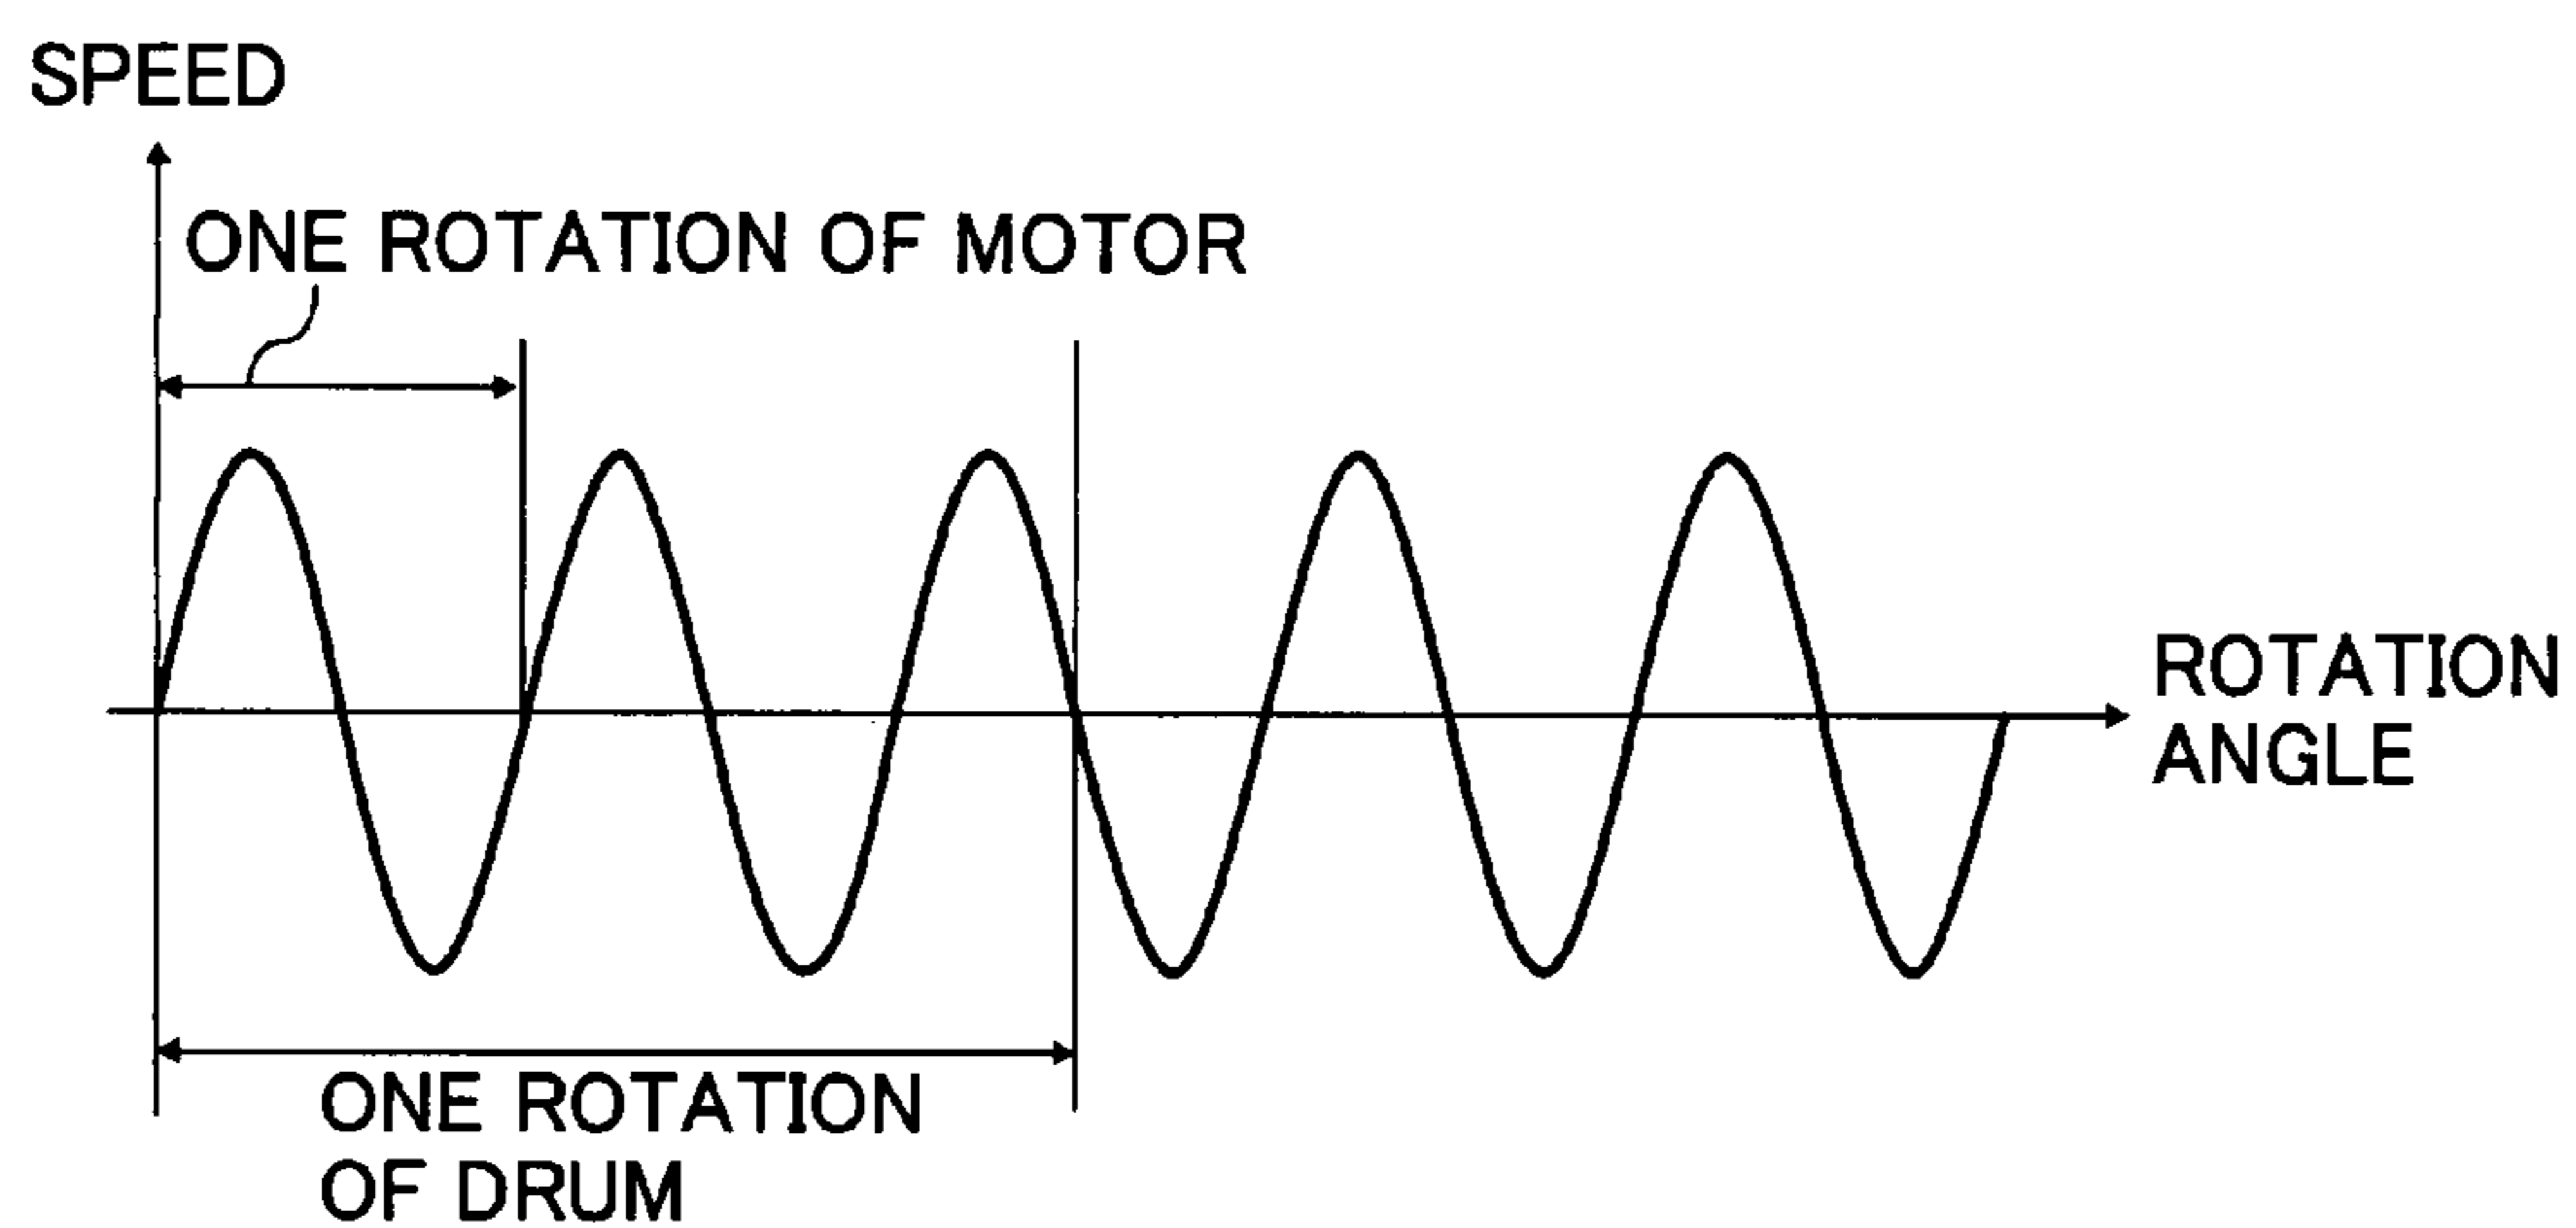 SPEED
ONE ROTATION OF MOTOR
ROTATION
ANGLE
ONE ROTATION
OF DRUM